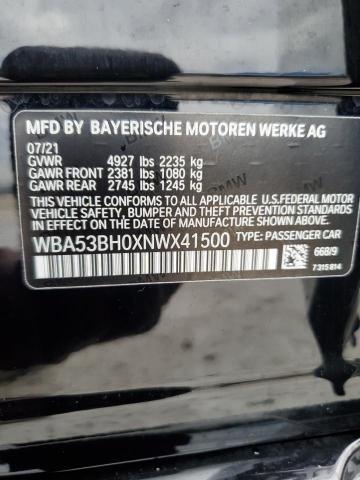 MFD BY BAYERISCHE MOTOREN WERKE AG
07/21
GVWR 4927 lbs 2235 kg
GAWR FRONT 2381 lbs 1080 kg
GAWR REAR 2745 lbs 1245 kg
THIS VEHICLE CONFORMS TO ALL APPLICABLE U.S.FEDERAL MOTOR
VEHICLE SAFETY, BUMPER, AND THEFT PREVENTION STANDARDS
IN EFFECT ON THE DATE OF MANUFACTURE SHOWN ABOVE.
WBA53BH0XNWX41500 TYPE: PASSENGER CAR
668/9
7315814